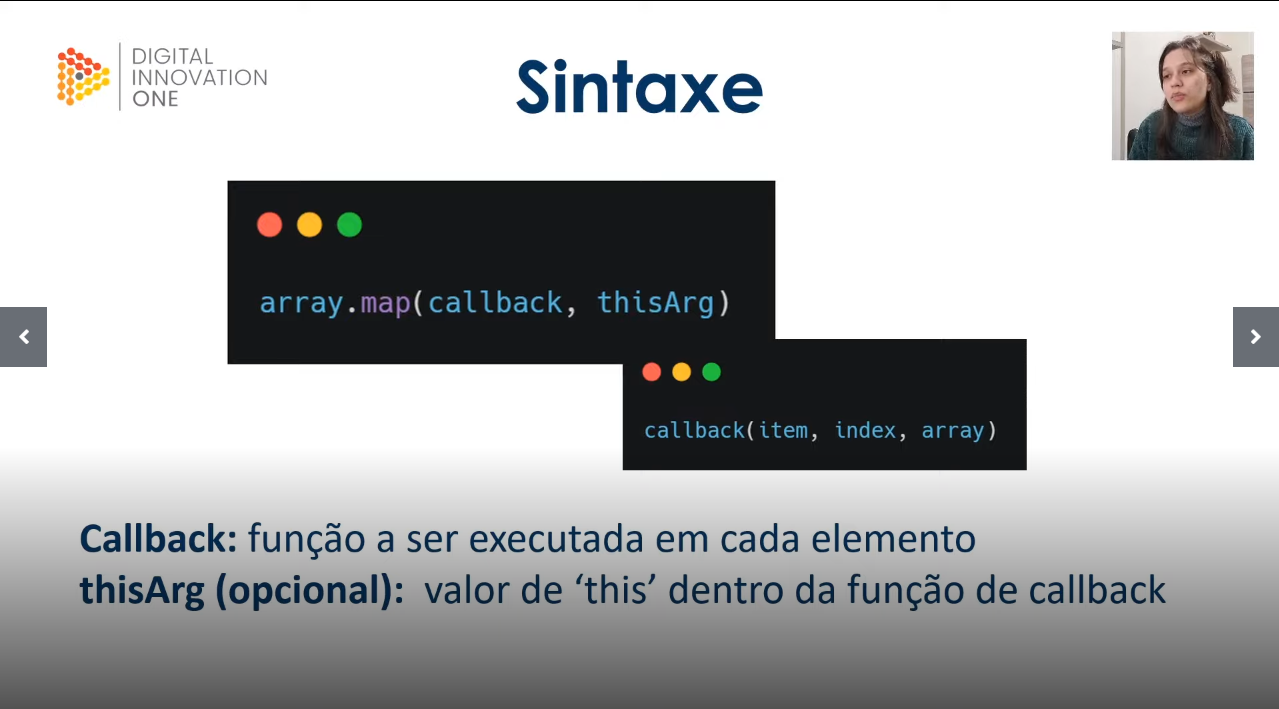 DIGITAL
INNOVATION
ONE
Sintaxe
array.map(callback, thisArg)
callback(item, index, array)
Callback: função a ser executada em cada elemento
thisArg (opcional): valor de ‘this’ dentro da função de callback